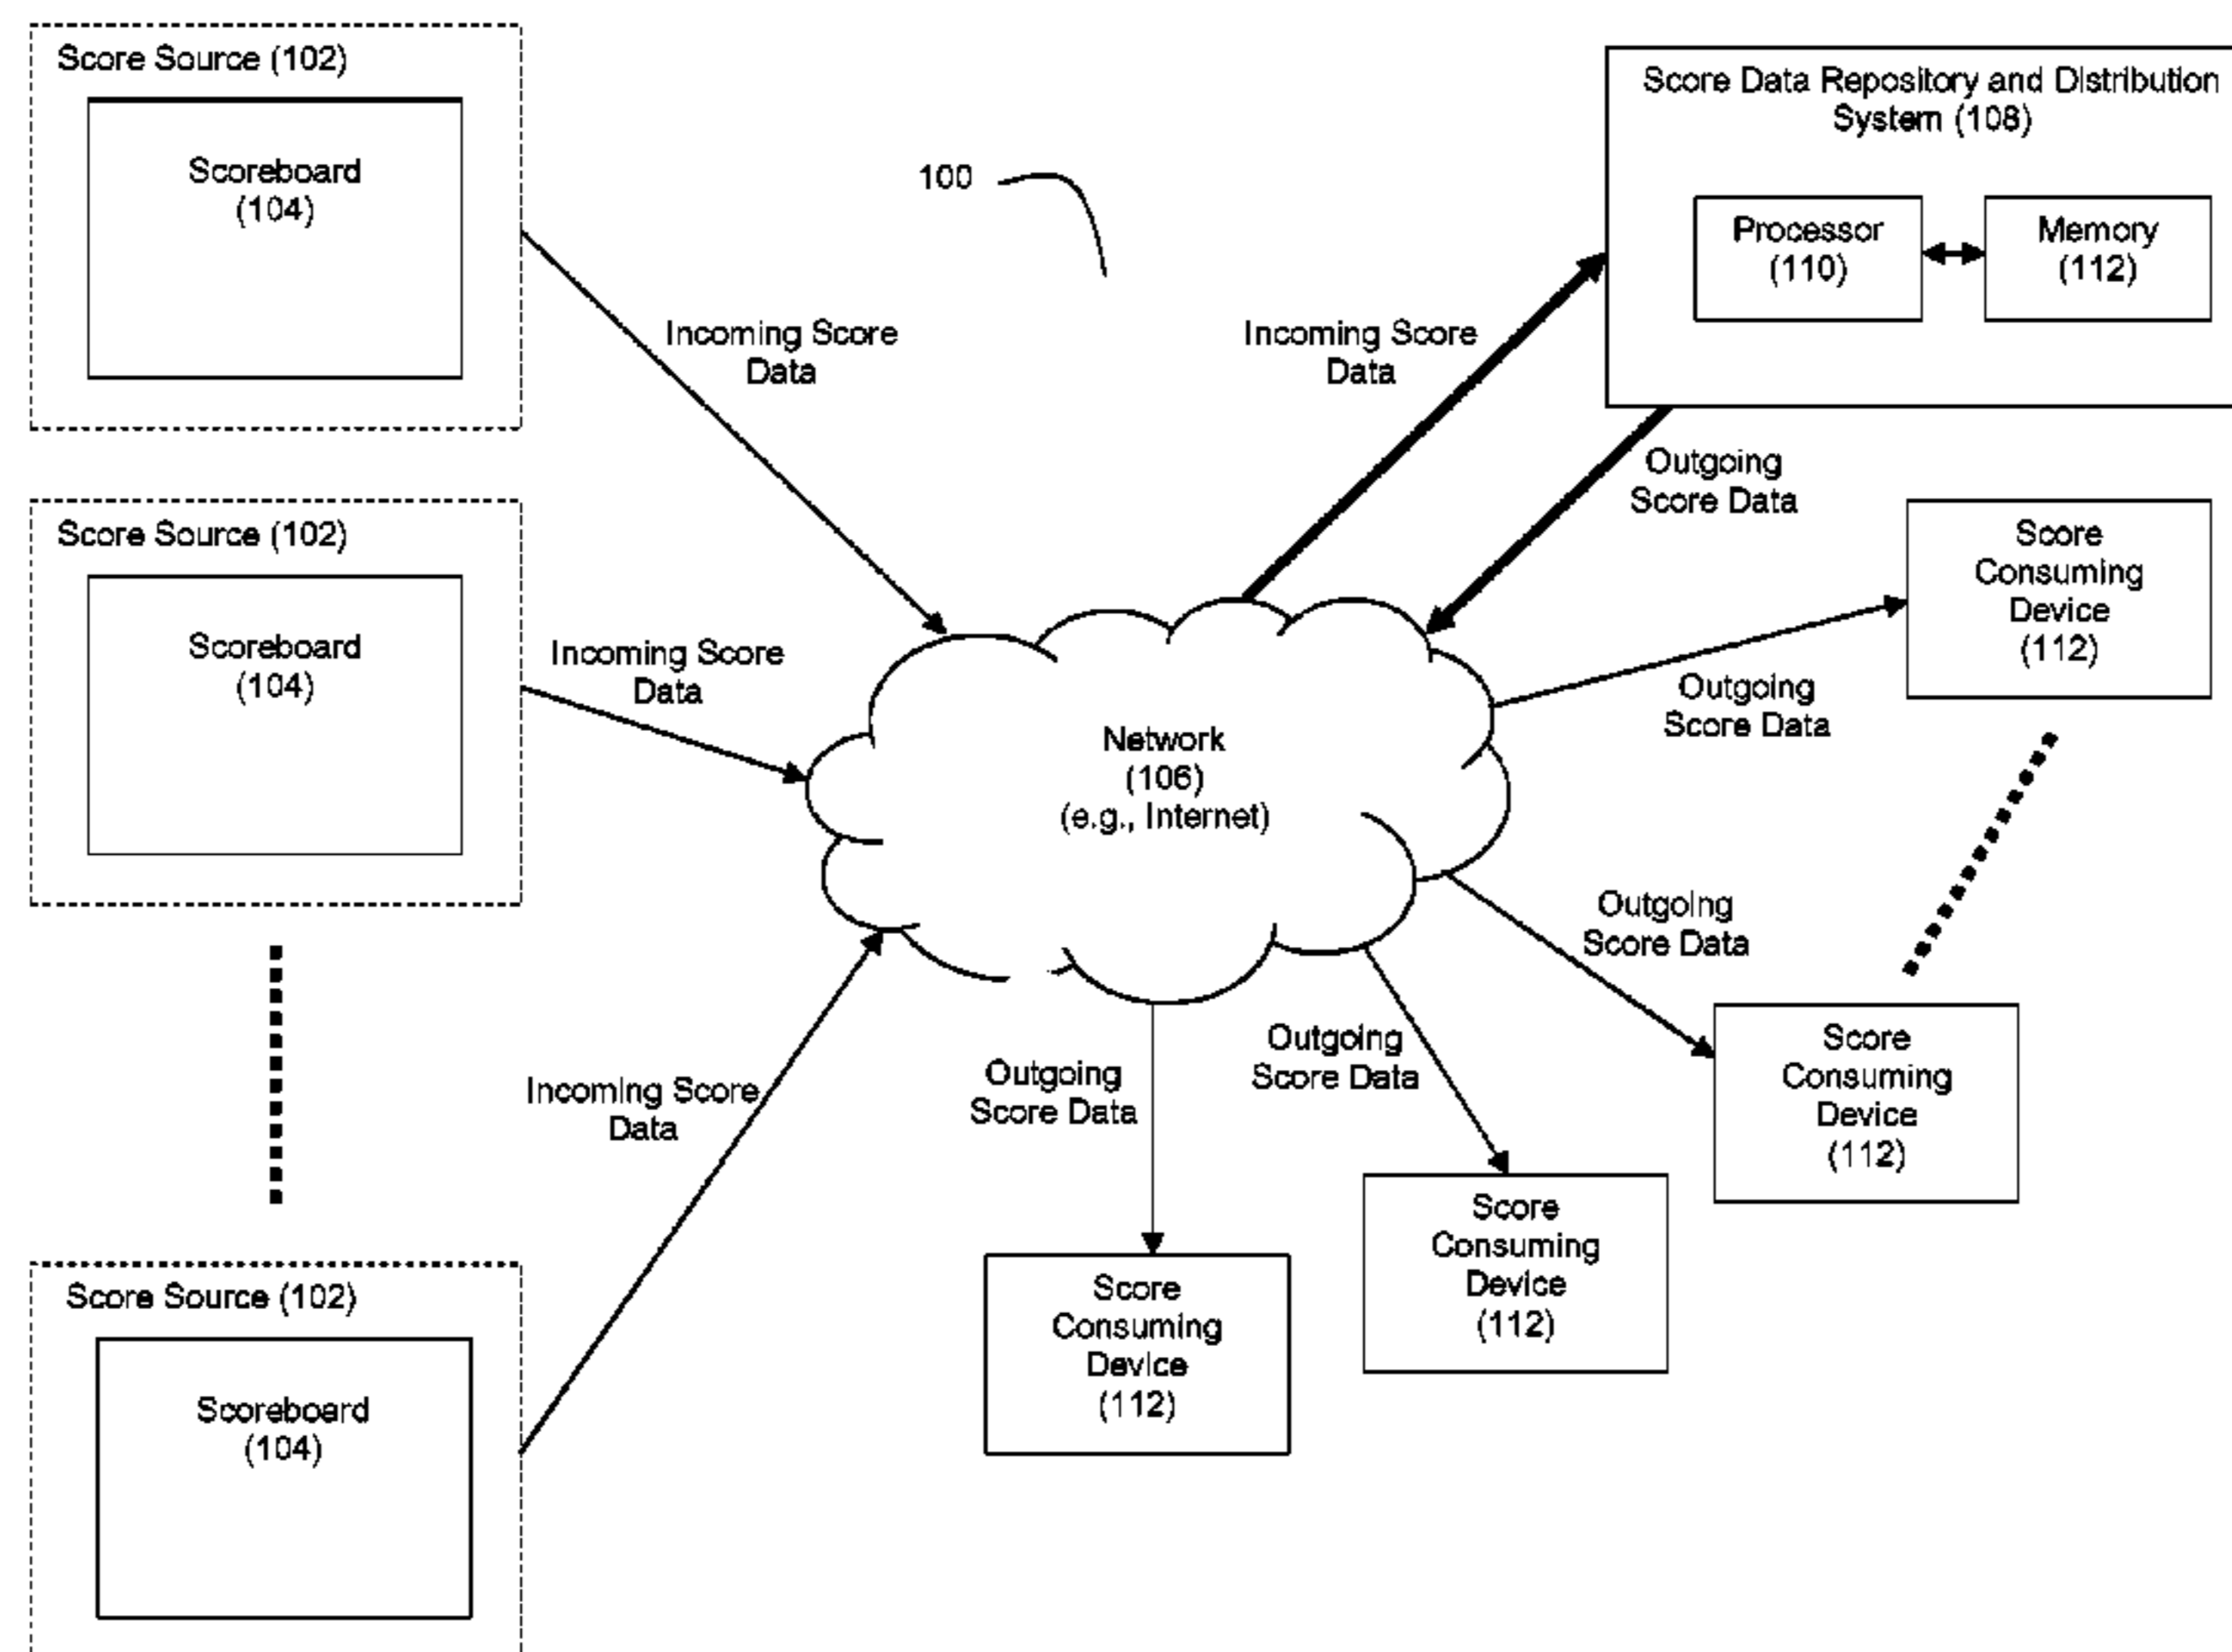 Score Source (102)
Scoreboard
(104)
Score Data Repository and Distribution
System (108)
Processor
(110)
Memory
(112)
100
Incoming Score
Data
Incoming Score
Data
Outgoing
Score Data
Score Source (102)
Scoreboard
(104)
Incoming Score
Data
Score
Consuming
Device
(112)
Outgoing
Score Data
Network
(106)
(e.g., Internet)
Outgoing
Score Data
Score
Consuming
Device
(112)
Outgoing
Score Data
Outgoing
Score Data
Incoming Score
Data
Score
Consuming
Device
(112)
Score
Consuming
Device
(112)
Score Source (102)
Scoreboard
(104)